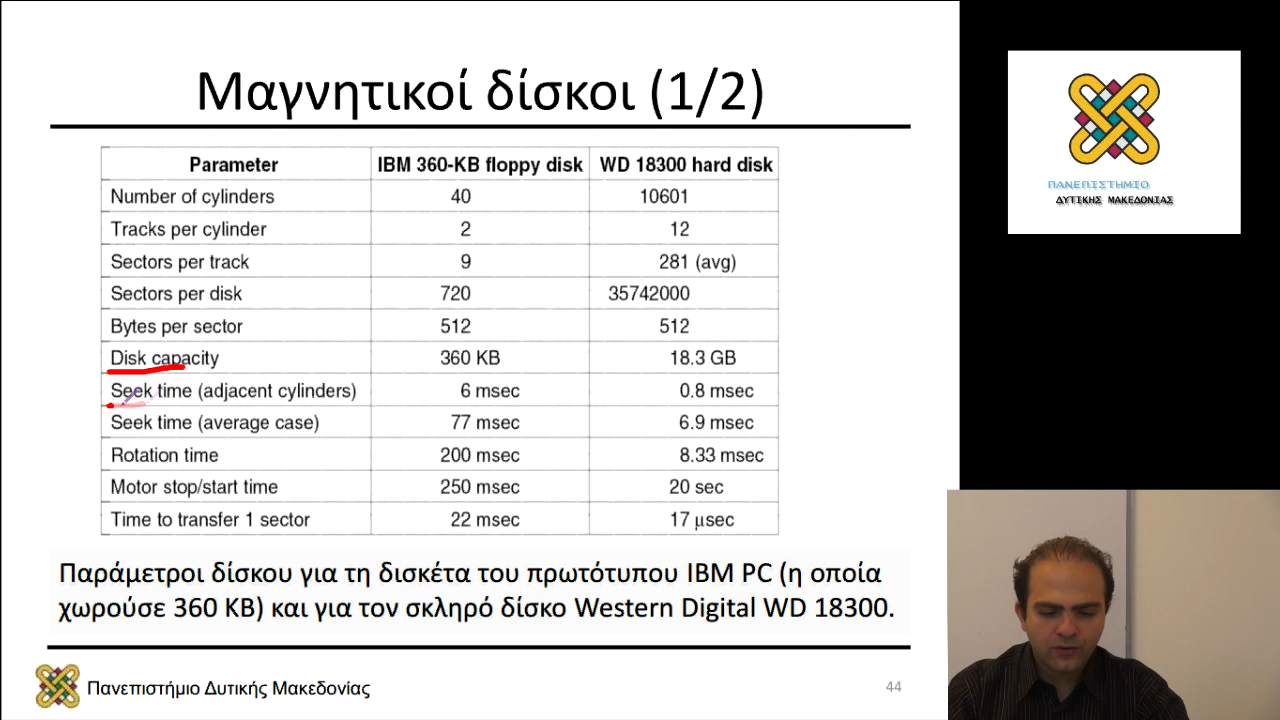 Μαγνητικοί δίσκοι (1/2)
Parameter IBM 360-KB floppy disk WD 18300 hard disk
Number of cylinders 40 10601
Tracks per cylinder 2 12
Sectors per track 9 281 (avg)
Sectors per disk 720 35742000
Bytes per sector 512 512
Disk capacity 360 KB 18.3 GB
Seek time (adjacent cylinders) 6 msec 0.8 msec
Seek time (average case) 77 msec 6.9 msec
Rotation time 200 msec 8.33 msec
Motor stop/start time 250 msec 20 sec
Time to transfer 1 sector 22 msec 17 μsec
Παράμετροι δίσκου για τη δισκέτα του πρωτότυπου IBM PC (η οποία
χωρούσε 360 KB) και για τον σκληρό δίσκο Western Digital WD 18300.
Πανεπιστήμιο Δυτικής Μακεδονίας
44
ΠΑΝΕΠΙΣΤΗΜΙΟ
ΔΥΤΙΚΗΣ ΜΑΚΕΔΟΝΙΑΣ